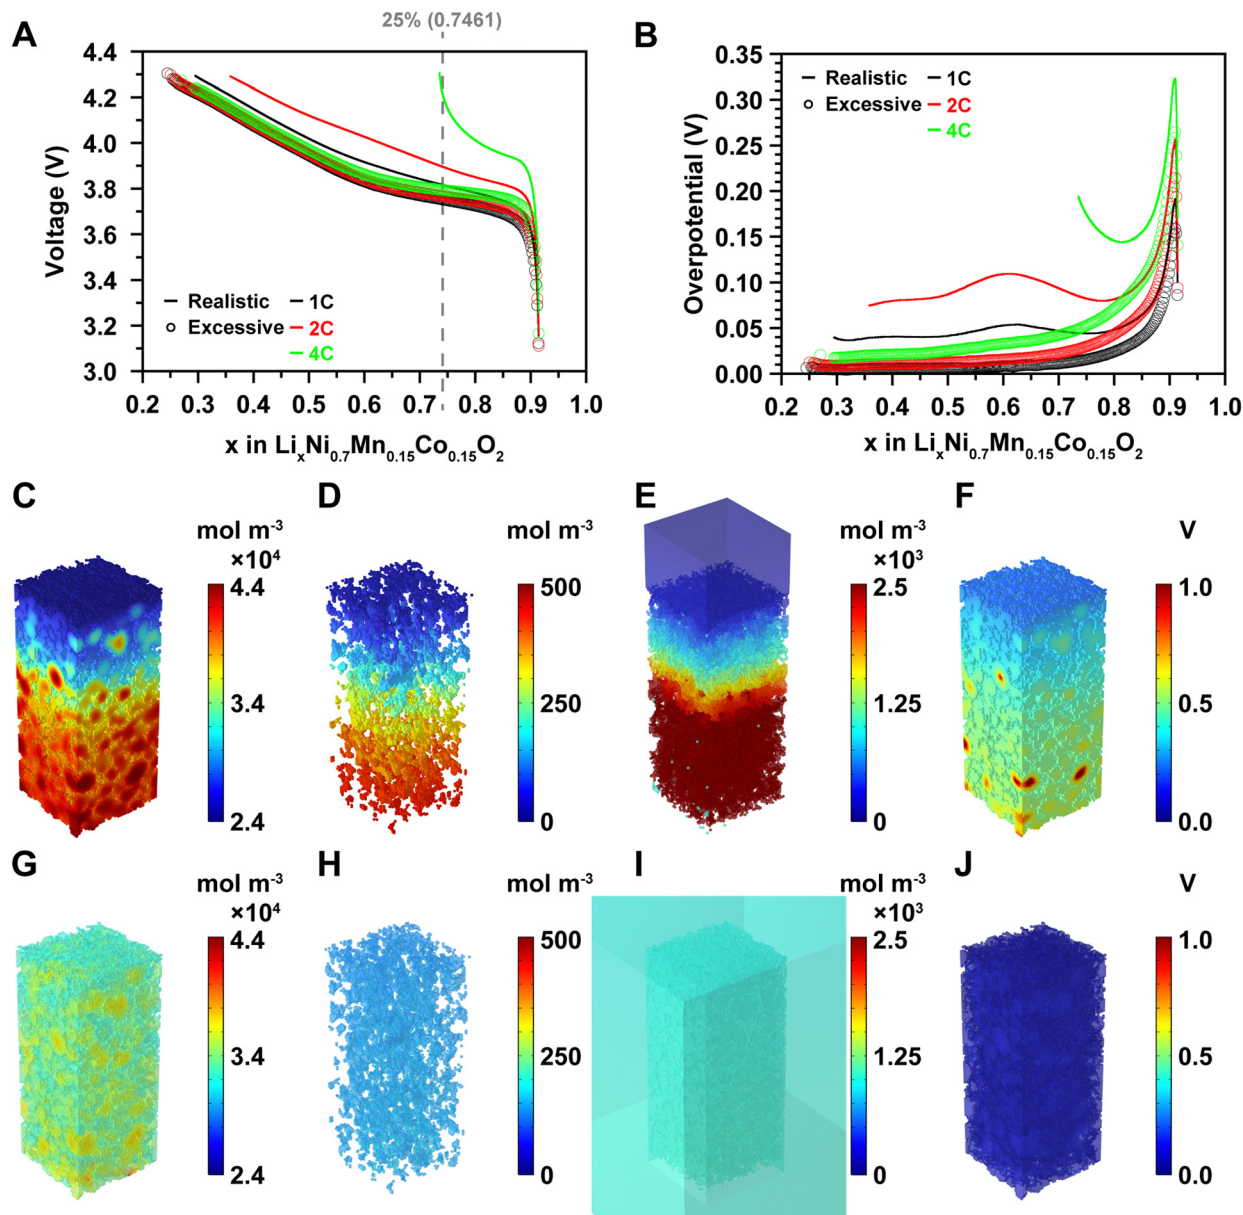 A
25% (0.7461)
4.4
4.2
4.0
3.8
3.6
3.4
3.2
3.0
Voltage (V)
Realistic
Excessive
1C
2C
4C
0.2 0.3 0.4 0.5 0.6 0.7 0.8 0.9 1.0
x in LiₓNi₀.₇Mn₀.₁₅Co₀.₁₅O₂
B
0.35
0.30
0.25
0.20
0.15
0.10
0.05
0.00
Overpotential (V)
Realistic
Excessive
1C
2C
4C
0.2 0.3 0.4 0.5 0.6 0.7 0.8 0.9 1.0
x in LiₓNi₀.₇Mn₀.₁₅Co₀.₁₅O₂
C
mol m⁻³
×10⁴
4.4
3.4
2.4
D
mol m⁻³
500
250
0
E
mol m⁻³
×10³
2.5
1.25
0
F
V
1.0
0.5
0.0
G
mol m⁻³
×10⁴
4.4
3.4
2.4
H
mol m⁻³
500
250
0
I
mol m⁻³
×10³
2.5
1.25
0
J
V
1.0
0.5
0.0